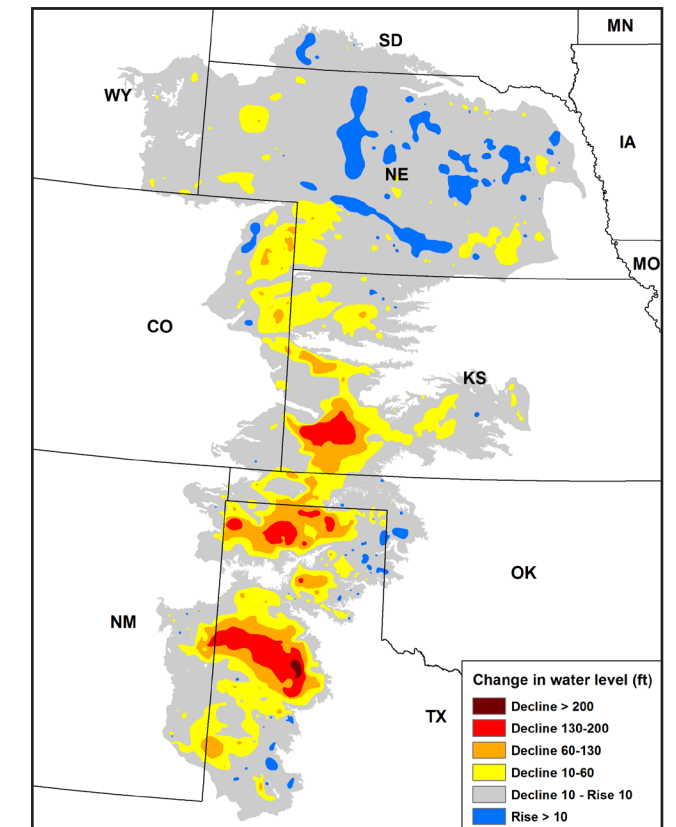 MN
SD
WY
IA
NE
MO
CO
KS
OK
NM
TX
Change in water level (ft)
Decline > 200
Decline 130-200
Decline 60-130
Decline 10-60
Decline 10 - Rise 10
Rise > 10